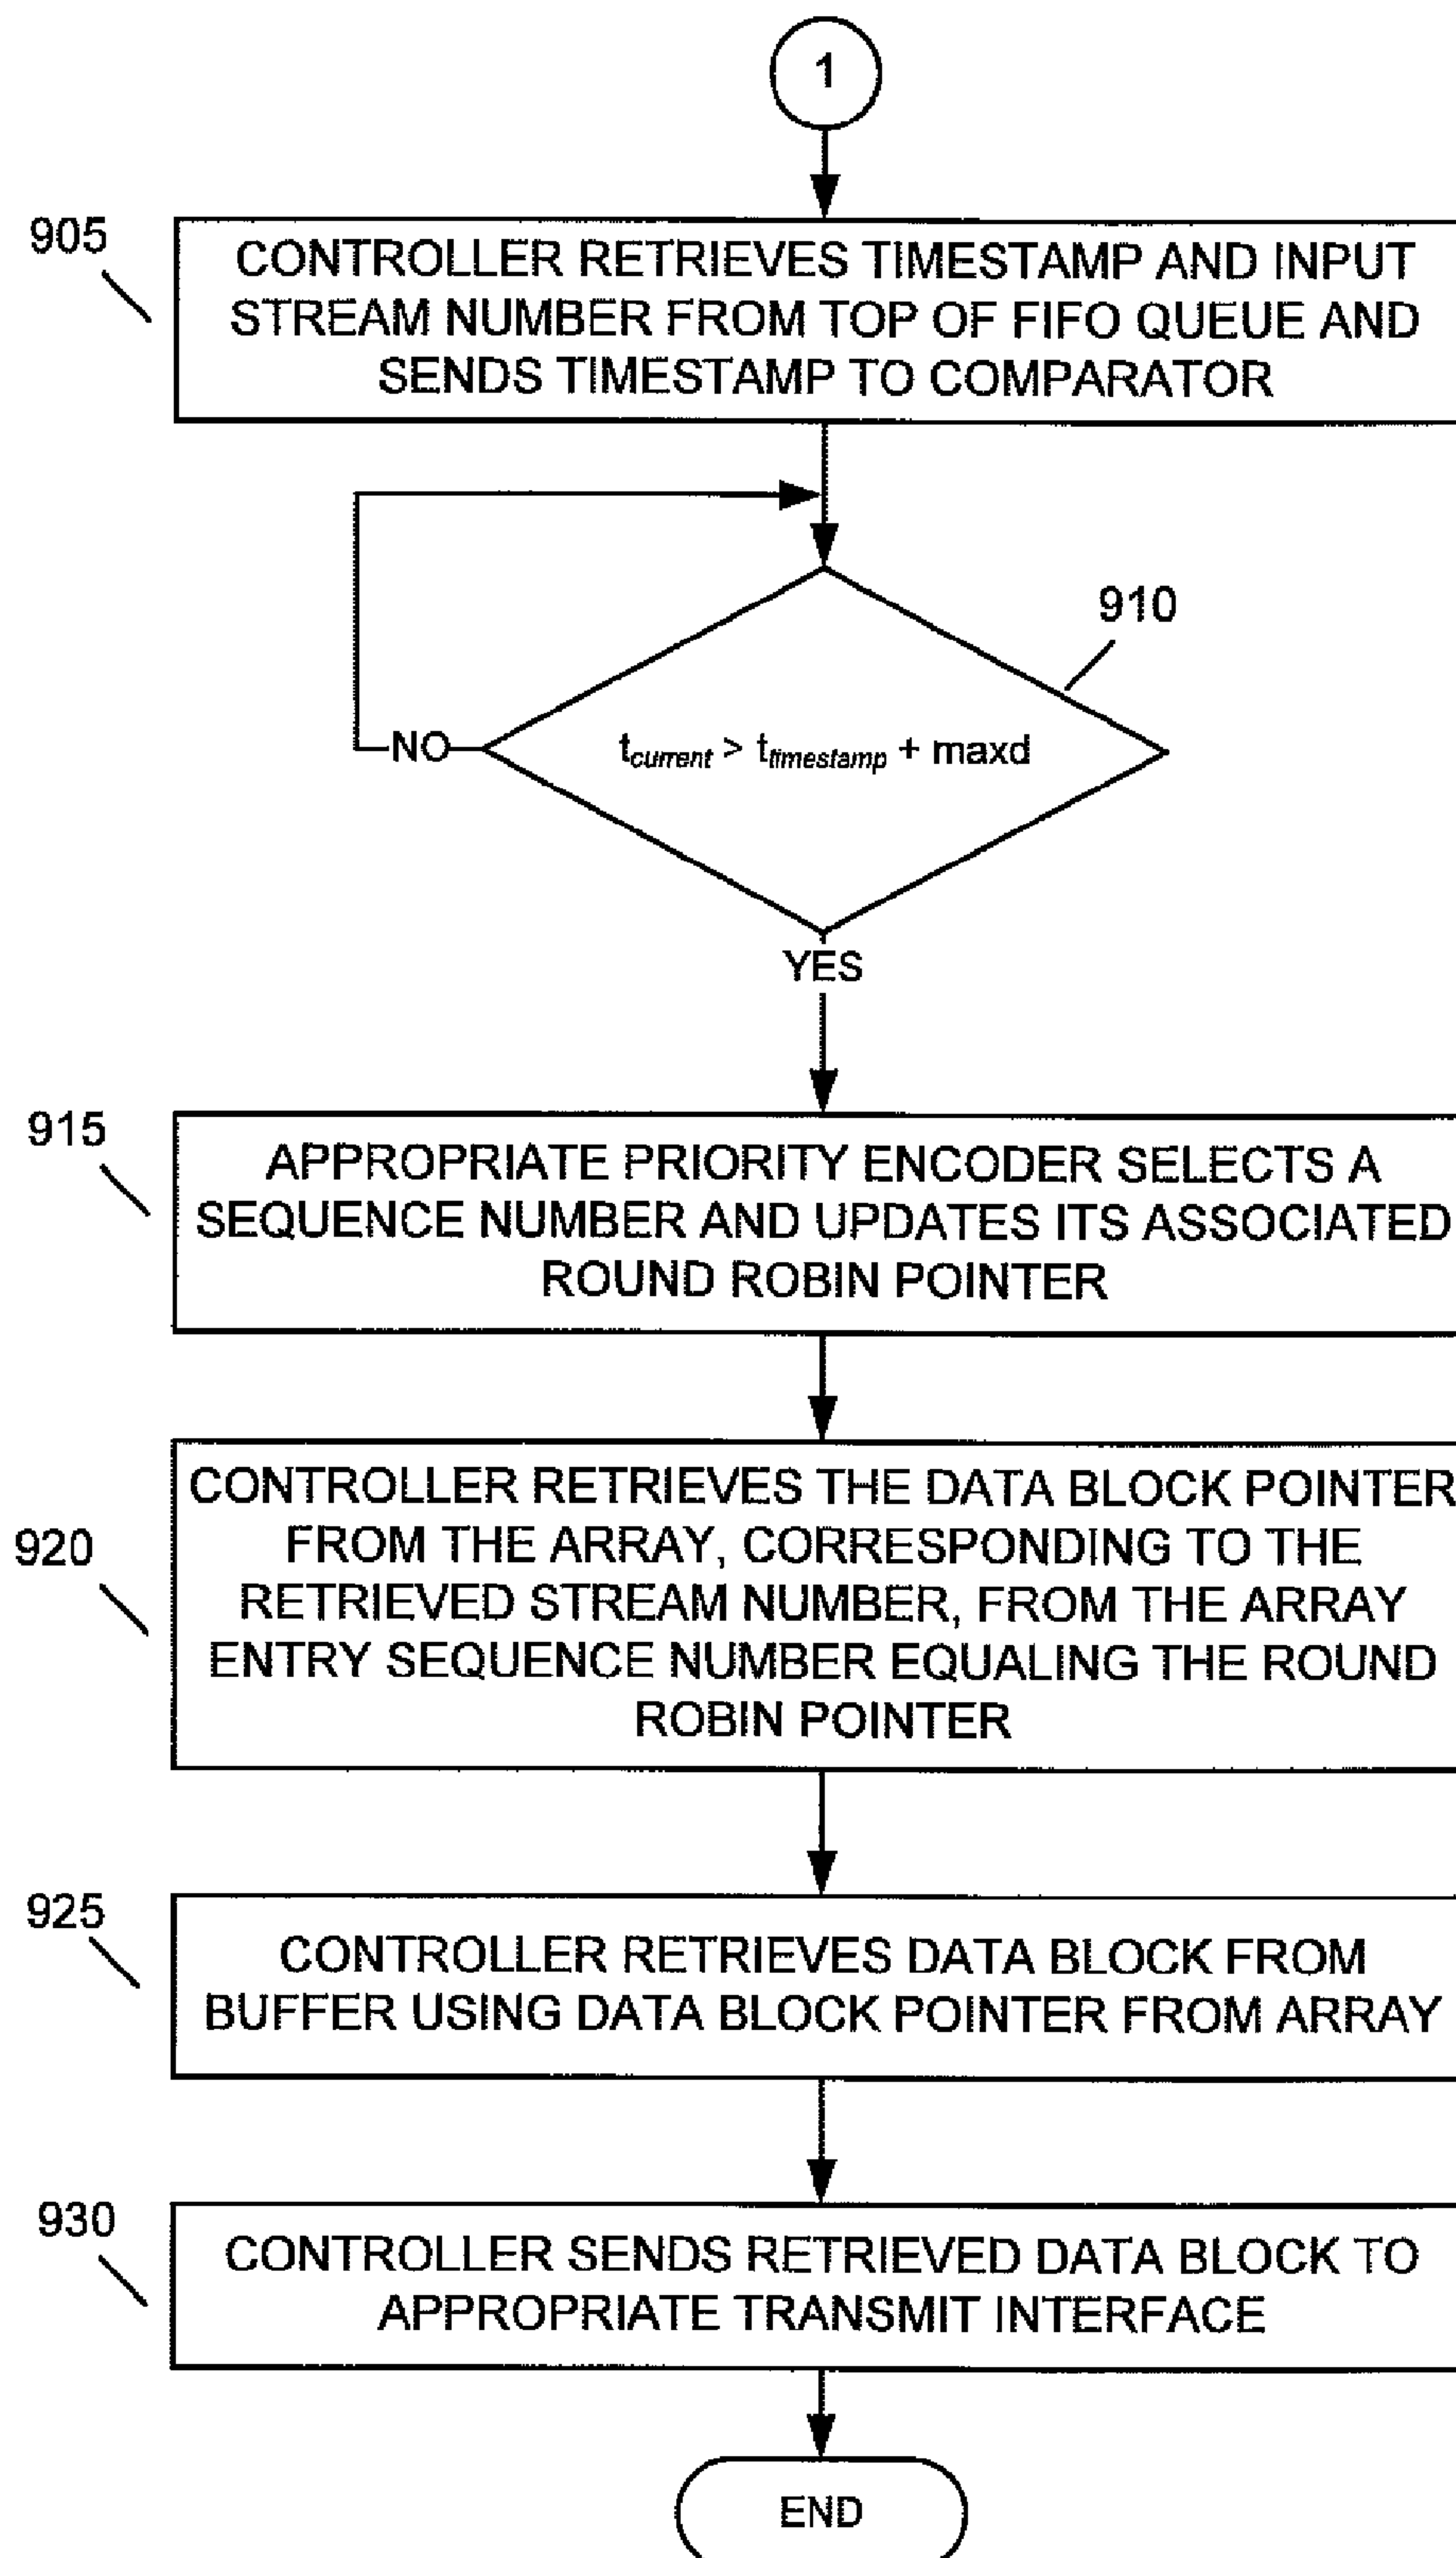 1
905
CONTROLLER RETRIEVES TIMESTAMP AND INPUT
STREAM NUMBER FROM TOP OF FIFO QUEUE AND
SENDS TIMESTAMP TO COMPARATOR
910
NO
t_current > t_timestamp + maxd
YES
915
APPROPRIATE PRIORITY ENCODER SELECTS A
SEQUENCE NUMBER AND UPDATES ITS ASSOCIATED
ROUND ROBIN POINTER
920
CONTROLLER RETRIEVES THE DATA BLOCK POINTER
FROM THE ARRAY, CORRESPONDING TO THE
RETRIEVED STREAM NUMBER, FROM THE ARRAY
ENTRY SEQUENCE NUMBER EQUALING THE ROUND
ROBIN POINTER
925
CONTROLLER RETRIEVES DATA BLOCK FROM
BUFFER USING DATA BLOCK POINTER FROM ARRAY
930
CONTROLLER SENDS RETRIEVED DATA BLOCK TO
APPROPRIATE TRANSMIT INTERFACE
END